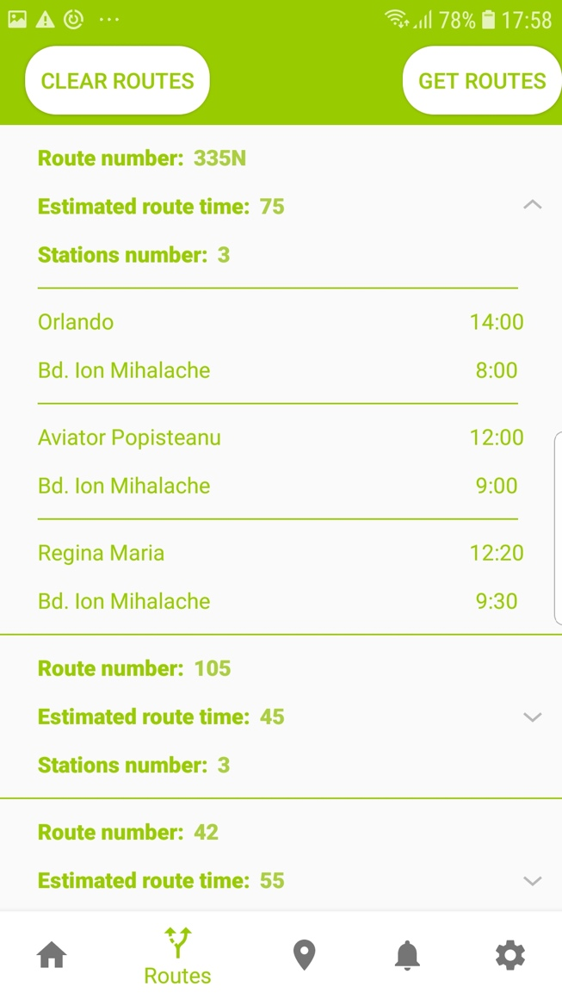 78% 17:58
CLEAR ROUTES GET ROUTES
Route number: 335N
Estimated route time: 75
Stations number: 3
Orlando 14:00
Bd. Ion Mihalache 8:00
Aviator Popisteanu 12:00
Bd. Ion Mihalache 9:00
Regina Maria 12:20
Bd. Ion Mihalache 9:30
Route number: 105
Estimated route time: 45
Stations number: 3
Route number: 42
Estimated route time: 55
Routes